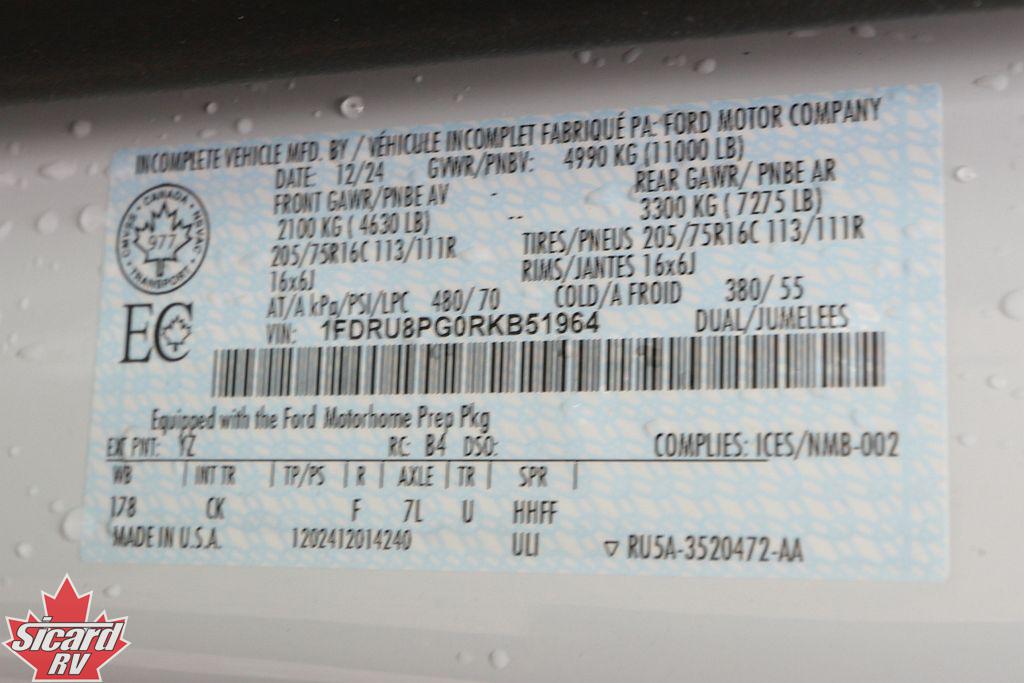 INCOMPLETE VEHICLE MFD. BY / VÉHICULE INCOMPLET FABRIQUÉ PA: FORD MOTOR COMPANY
DATE: 12/24 GVWR/PNBV: 4990 KG (11000 LB)
FRONT GAWR/PNBE AV - REAR GAWR/ PNBE AR
2100 KG ( 4630 LB) -- 3300 KG ( 7275 LB)
205/75R16C 113/111R TIRES/PNEUS 205/75R16C 113/111R
16x6J RIMS/JANTES 16x6J
AT/A kPa/PSI/LPC 480/ 70 COLD/A FROID 380/ 55
VIN: 1FDRU8PG0RKB51964 DUAL/JUMELEES
CANADA
977
TRANSPORT
CMVSS
NSVAC
EC
Equipped with the Ford Motorhome Prep Pkg
EXT PNT: YZ RC: B4 DSO: COMPLIES: ICES/NMB-002
WB | INT TR | TP/PS | R | AXLE | TR | SPR |
178 CK F 7L U HHFF
MADE IN U.S.A. 1202412014240 ULI ▽ RU5A-3520472-AA
Sicard
RV